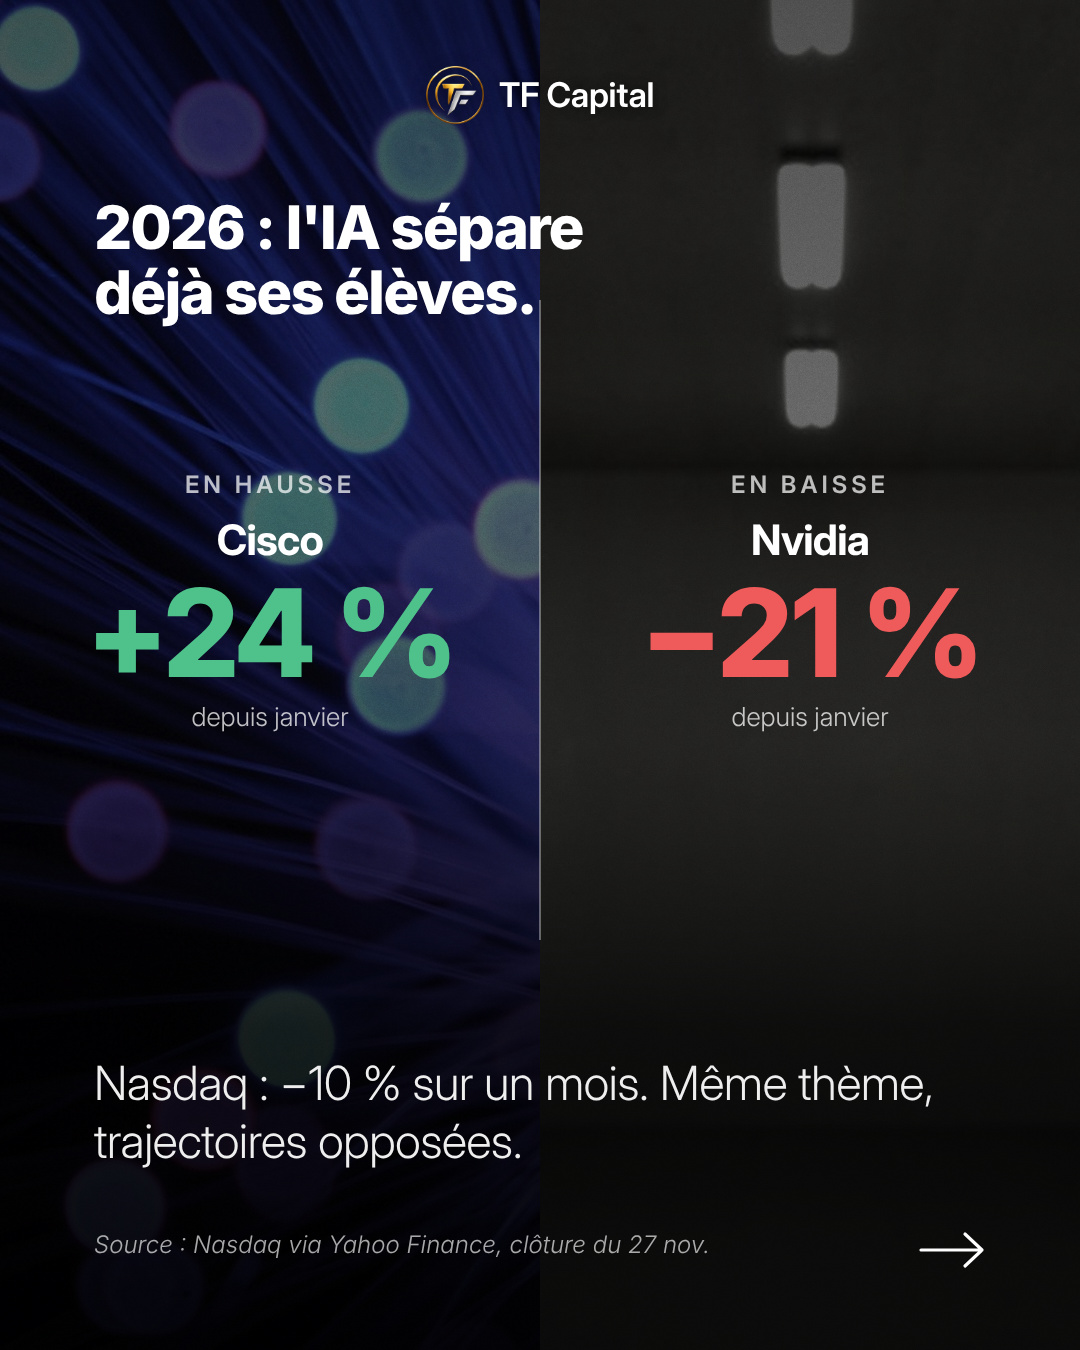 TF Capital
2026 : l'IA sépare
déjà ses élèves.
EN HAUSSE
Cisco
+24 %
depuis janvier
EN BAISSE
Nvidia
−21 %
depuis janvier
Nasdaq : −10 % sur un mois. Même thème,
trajectoires opposées.
Source : Nasdaq via Yahoo Finance, clôture du 27 nov.